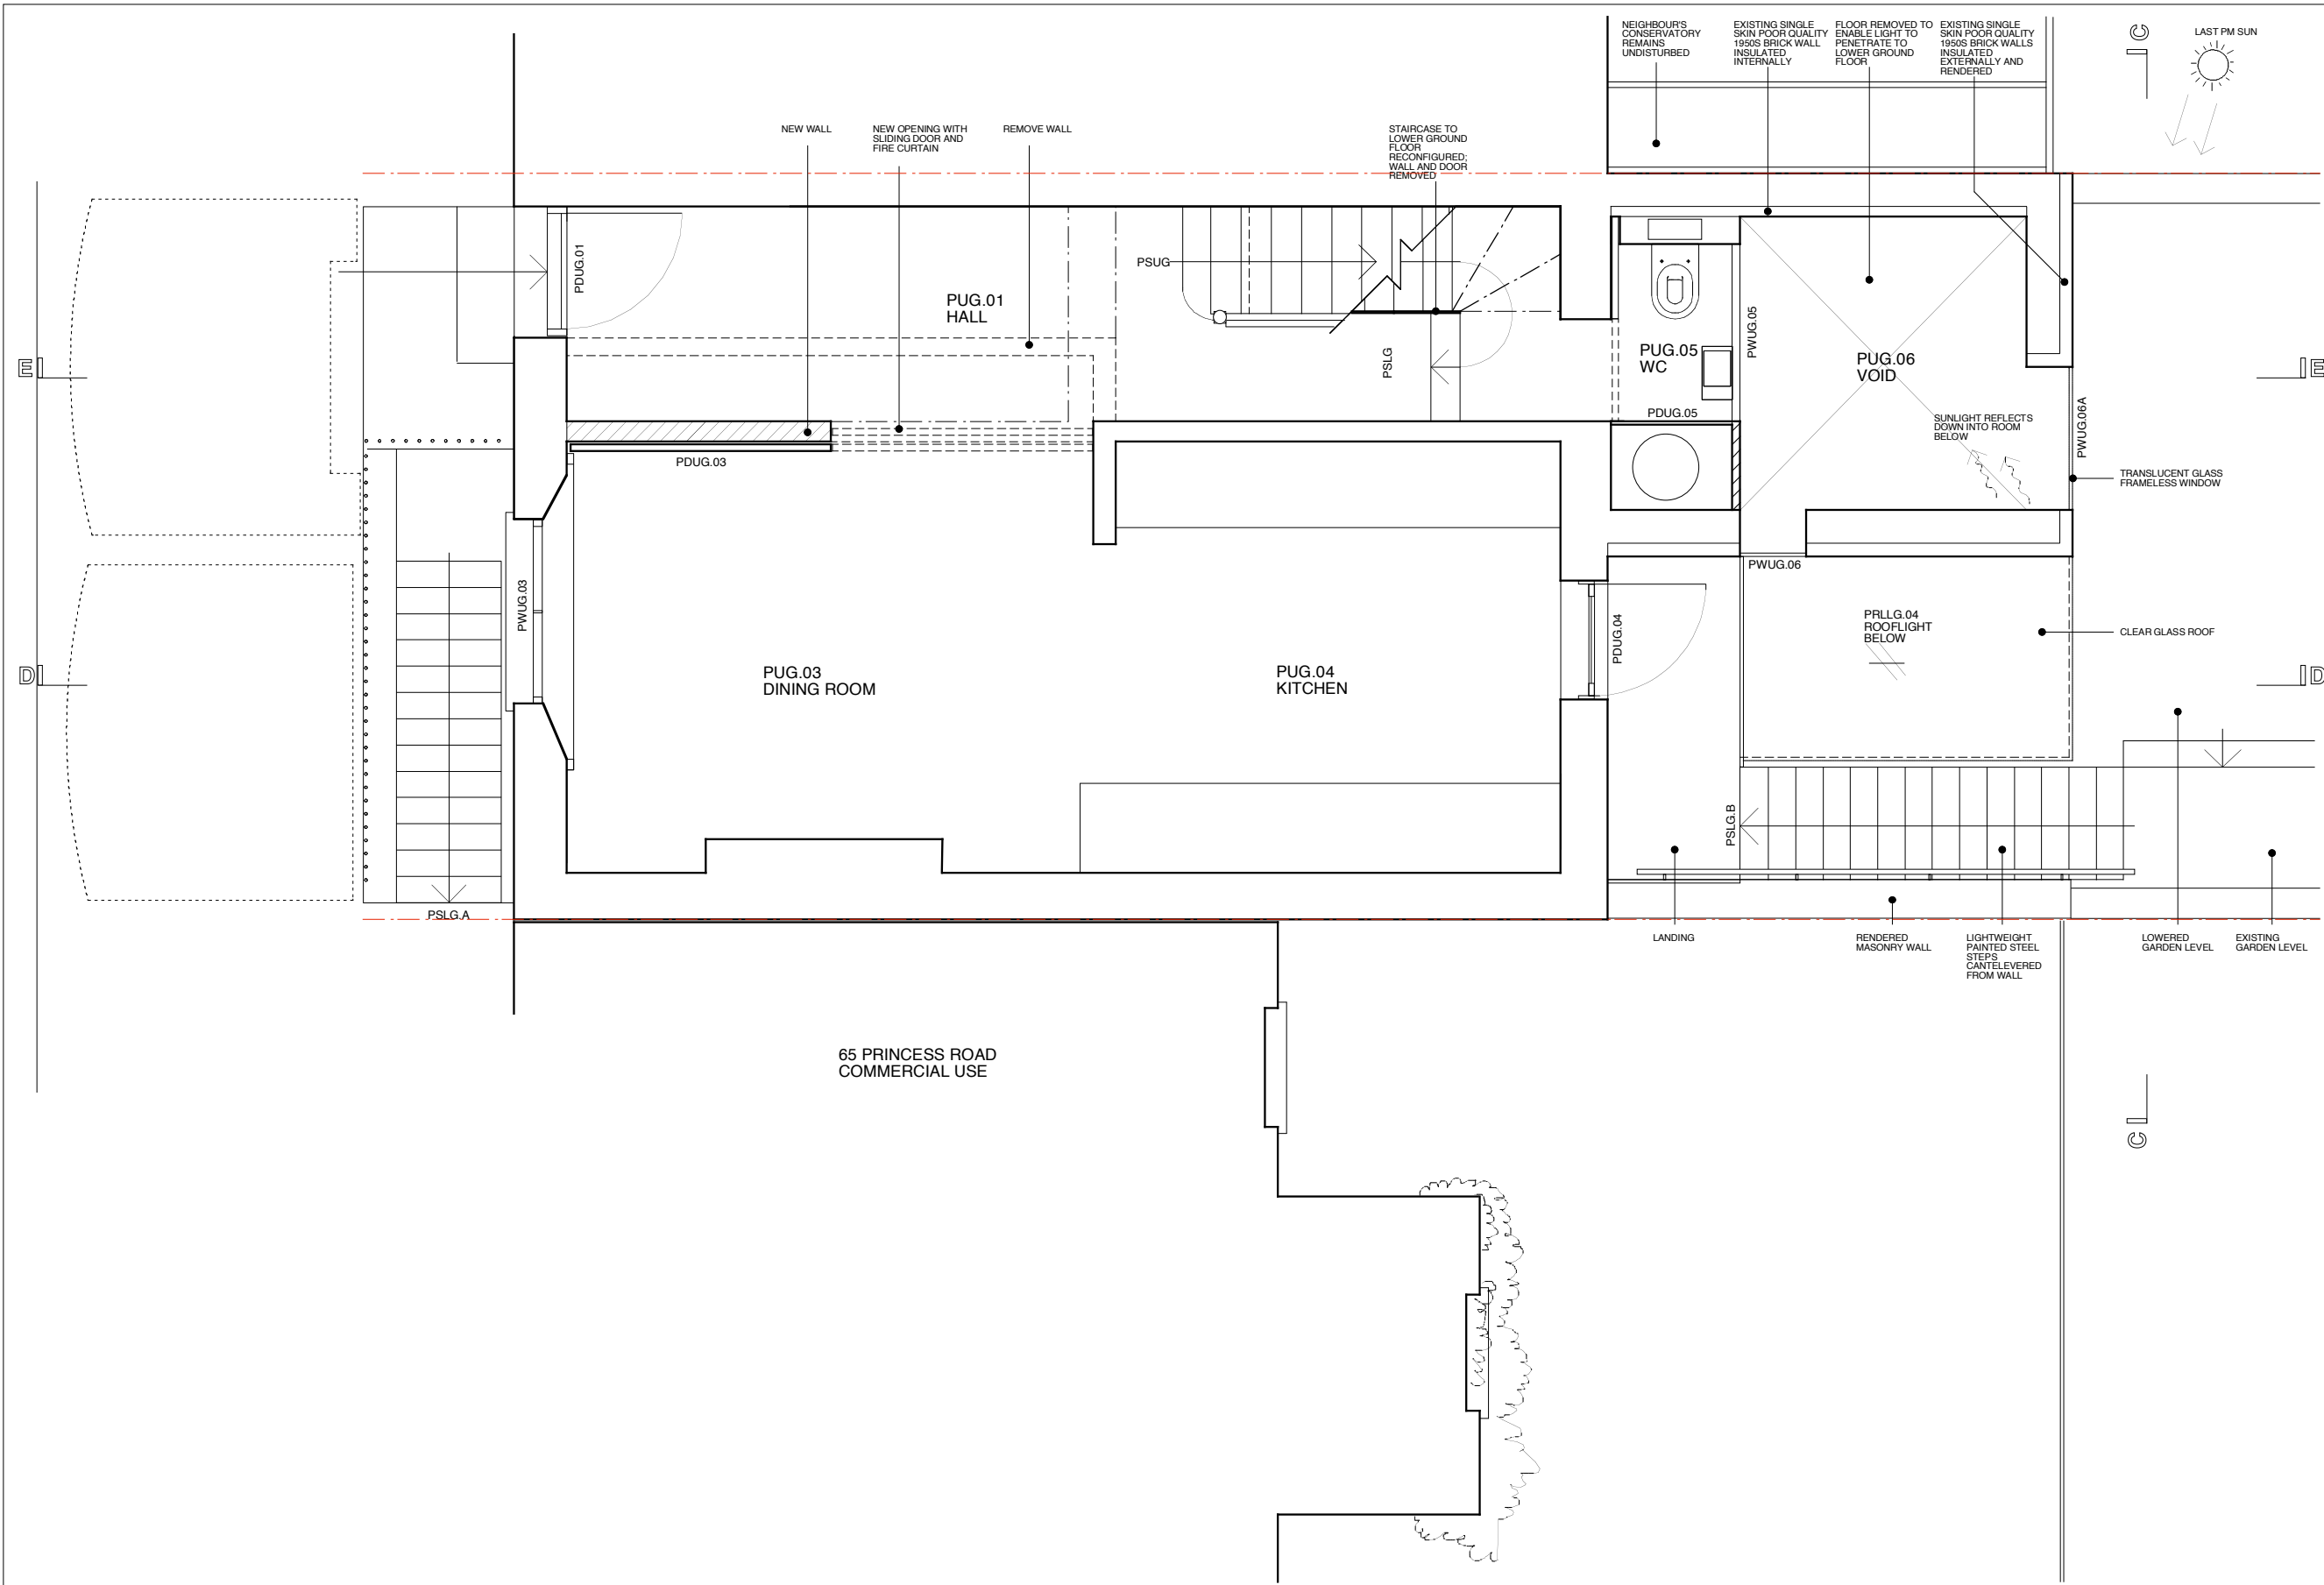 NEIGHBOUR'S
CONSERVATORY
REMAINS
UNDISTURBED
EXISTING SINGLE
SKIN POOR QUALITY
1950S BRICK WALL
INSULATED
INTERNALLY
FLOOR REMOVED TO
ENABLE LIGHT TO
PENETRATE TO
LOWER GROUND
FLOOR
EXISTING SINGLE
SKIN POOR QUALITY
1950S BRICK WALLS
INSULATED
EXTERNALLY AND
RENDERED
C
LAST PM SUN
NEW WALL
NEW OPENING WITH
SLIDING DOOR AND
FIRE CURTAIN
REMOVE WALL
STAIRCASE TO
LOWER GROUND
FLOOR
RECONFIGURED;
WALL AND DOOR
REMOVED
PDUG.01
PUG.01
HALL
PSUG
PSLG
PUG.05
WC
PWUG.05
PUG.06
VOID
E
E
PDUG.05
SUNLIGHT REFLECTS
DOWN INTO ROOM
BELOW
PWUG.06A
PDUG.03
TRANSLUCENT GLASS
FRAMELESS WINDOW
PWUG.03
PWUG.06
PDUG.04
PRLLG.04
ROOFLIGHT
BELOW
CLEAR GLASS ROOF
D
PUG.03
DINING ROOM
PUG.04
KITCHEN
D
PSLG.B
PSLG.A
LANDING
RENDERED
MASONRY WALL
LIGHTWEIGHT
PAINTED STEEL
STEPS
CANTELEVERED
FROM WALL
LOWERED
GARDEN LEVEL
EXISTING
GARDEN LEVEL
65 PRINCESS ROAD
COMMERCIAL USE
C